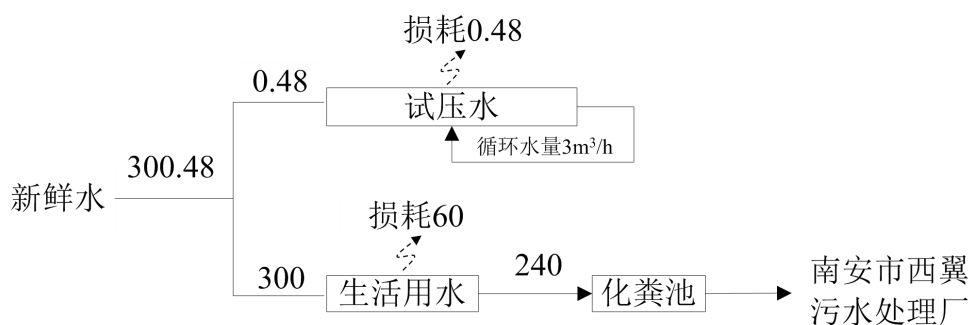 损耗0.48
0.48
试压水
循环水量3m³/h
300.48
新鲜水
损耗60
300
生活用水
240
化粪池
南安市西翼
污水处理厂